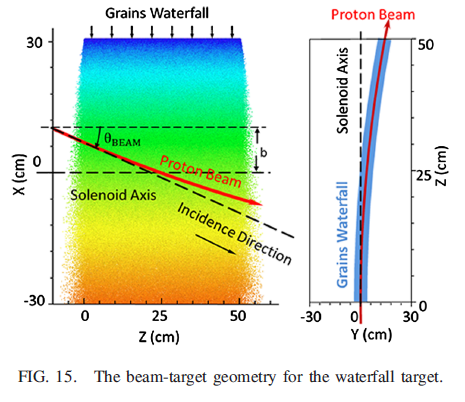 Grains Waterfall
30
0
-30
X (cm)
θBEAM
b
Proton Beam
Solenoid Axis
Incidence Direction
0 25 50
Z (cm)
Proton Beam
Solenoid Axis
Grains Waterfall
50
25
0
Z (cm)
-30 0 30
Y (cm)
FIG. 15. The beam-target geometry for the waterfall target.